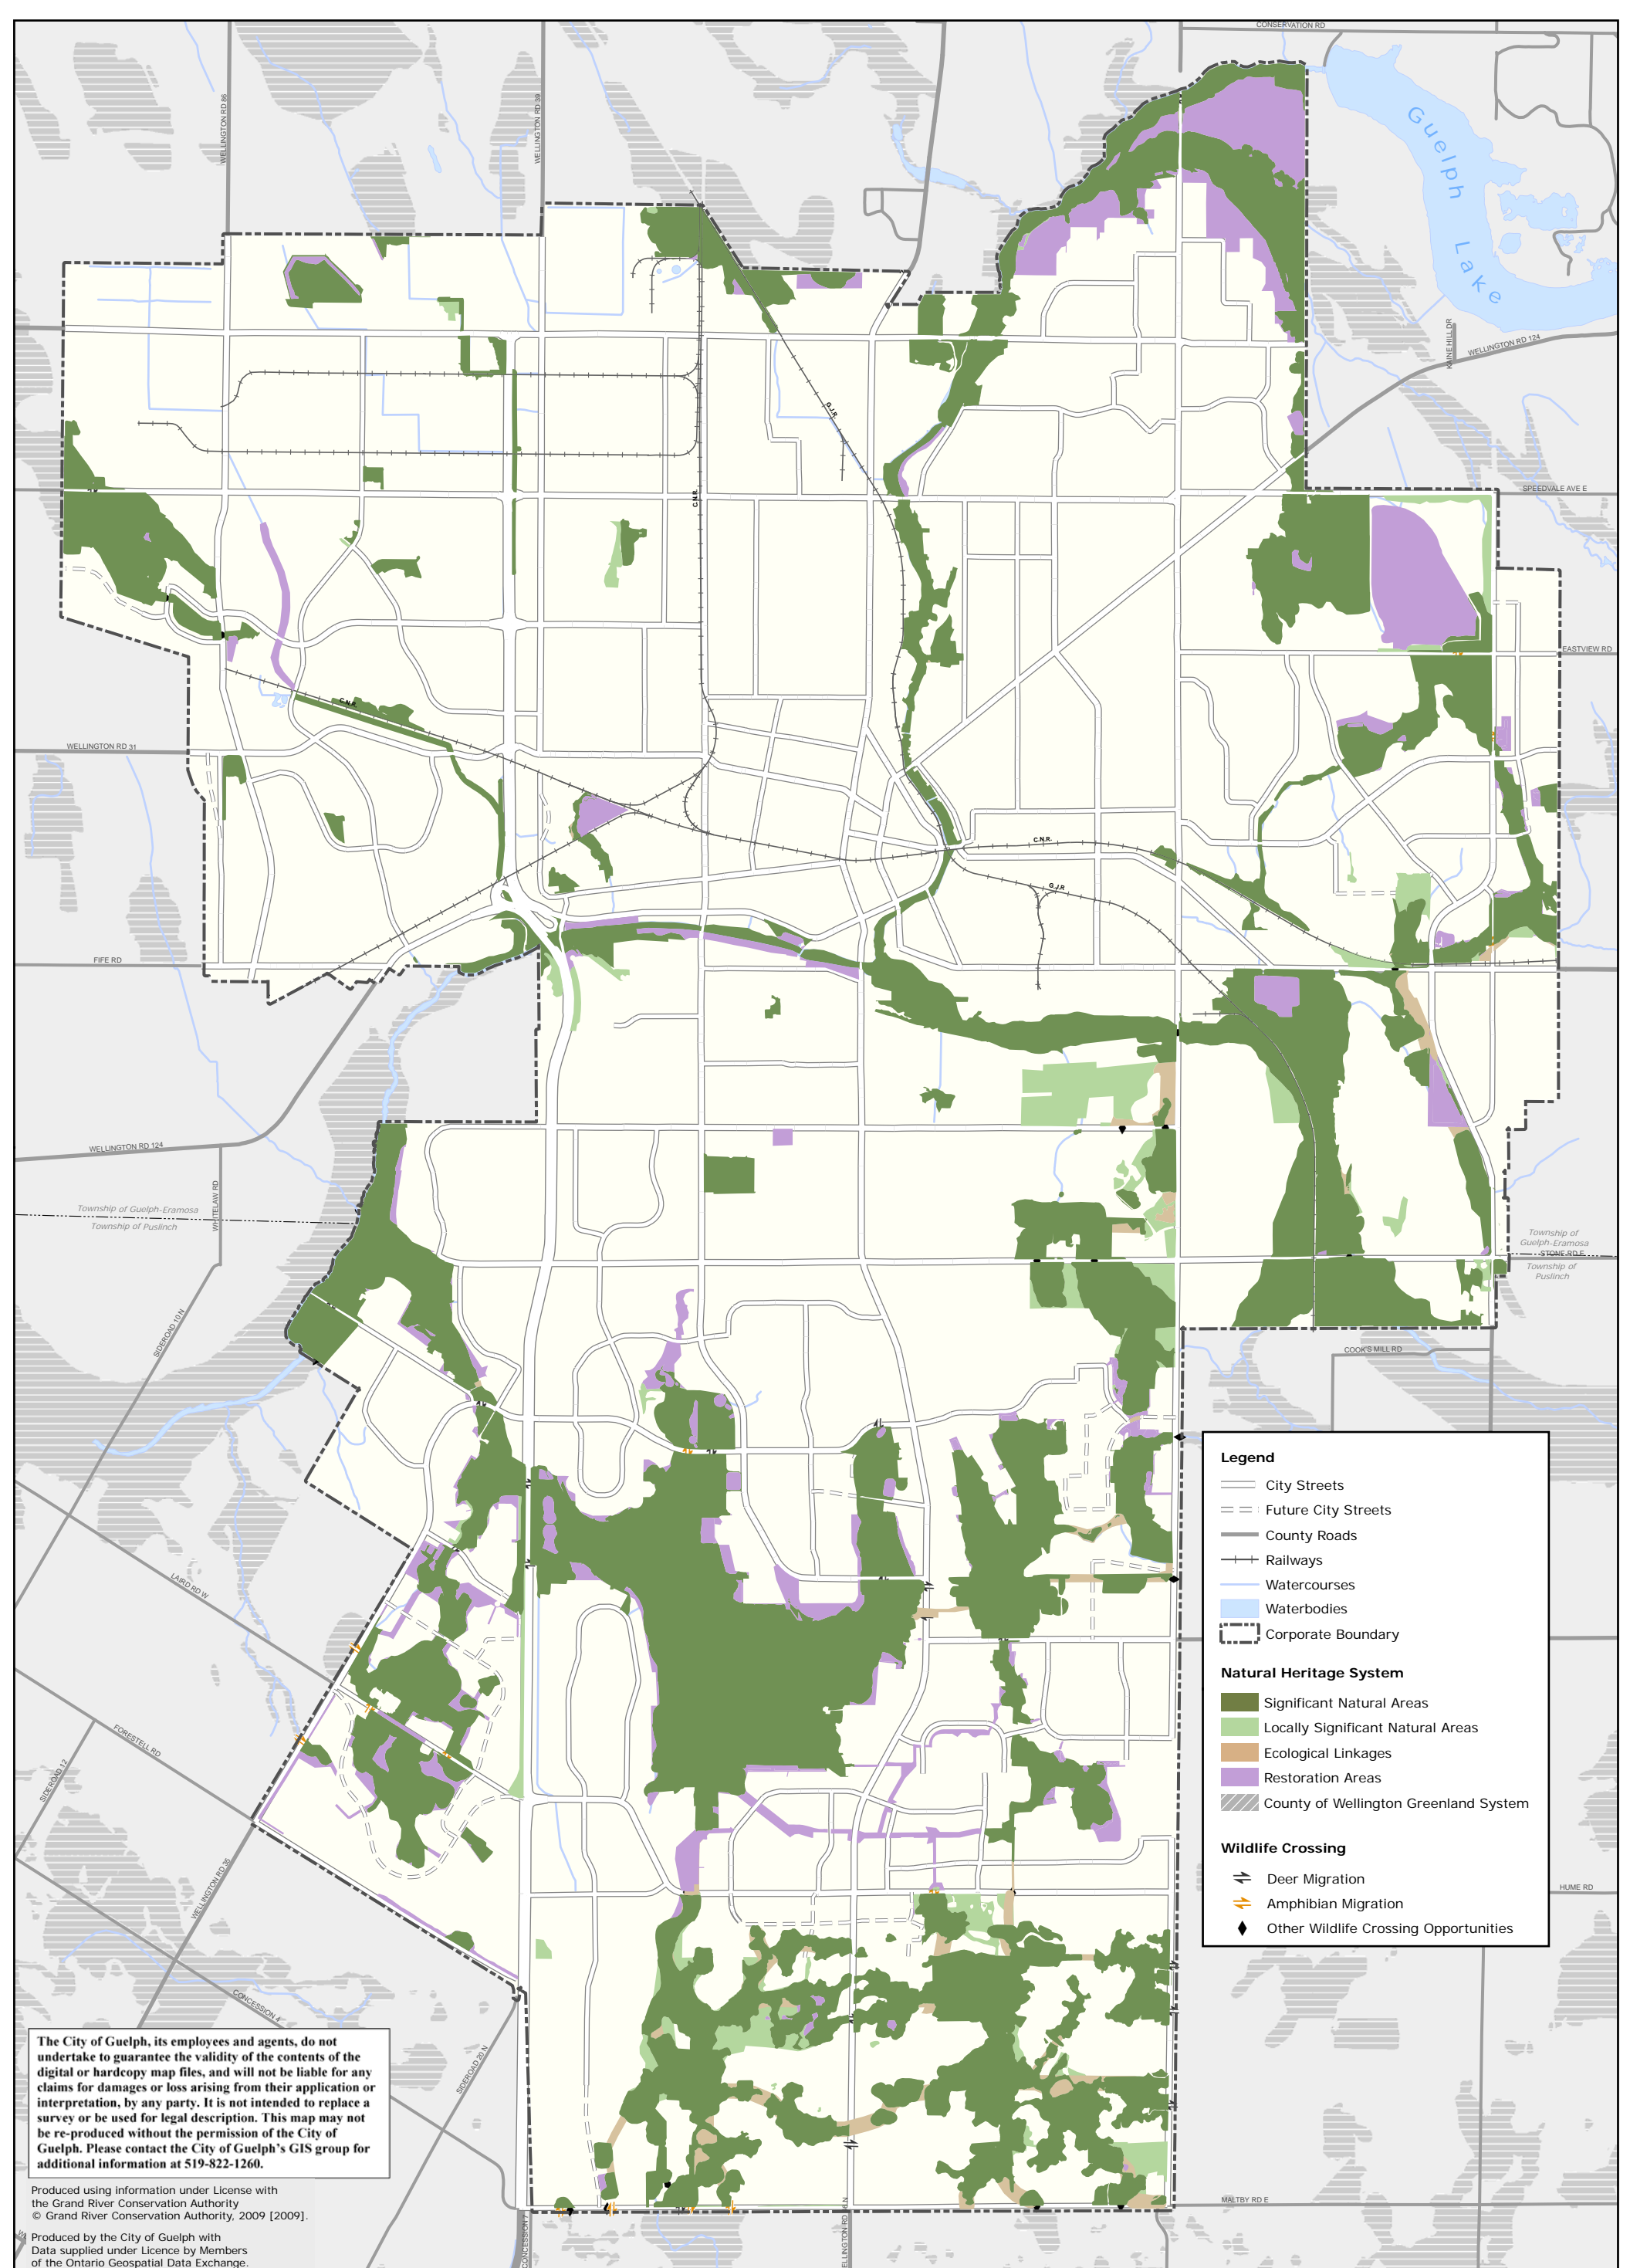 CONSERVATION RD
WELLINGTON RD 86
WELLINGTON RD 39
Guelph
Lake
KAINE HILL DR
WELLINGTON RD 124
G.J.R.
C.N.R.
SPEEDVALE AVE E
EASTVIEW RD
C.N.R.
WELLINGTON RD 31
C.N.R.
G.J.R
FIFE RD
WELLINGTON RD 124
WHITELAW RD
Township of Guelph-Eramosa
Township of Puslinch
Township of
Guelph-Eramosa
STONE RD E
Township of
Puslinch
SIDEROAD 10 N
COOK'S MILL RD
Legend
City Streets
Future City Streets
County Roads
Railways
Watercourses
Waterbodies
Corporate Boundary
Natural Heritage System
Significant Natural Areas
Locally Significant Natural Areas
Ecological Linkages
Restoration Areas
County of Wellington Greenland System
Wildlife Crossing
Deer Migration
Amphibian Migration
Other Wildlife Crossing Opportunities
LAIRD RD W
FORESTELL RD
SIDEROAD 12
WELLINGTON RD 35
HUME RD
CONCESSION 4
SIDEROAD 20 N
The City of Guelph, its employees and agents, do not
undertake to guarantee the validity of the contents of the
digital or hardcopy map files, and will not be liable for any
claims for damages or loss arising from their application or
interpretation, by any party. It is not intended to replace a
survey or be used for legal description. This map may not
be re-produced without the permission of the City of
Guelph. Please contact the City of Guelph's GIS group for
additional information at 519-822-1260.
Produced using information under License with
the Grand River Conservation Authority
© Grand River Conservation Authority, 2009 [2009].
Produced by the City of Guelph with
Data supplied under Licence by Members
of the Ontario Geospatial Data Exchange.
CONCESSION 7
MALTBY RD E